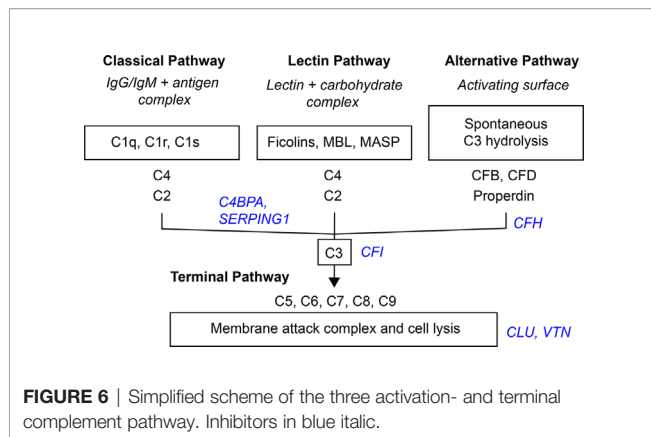 Classical Pathway
IgG/IgM + antigen
complex
Lectin Pathway
Lectin + carbohydrate
complex
Alternative Pathway
Activating surface
C1q, C1r, C1s
Ficolins, MBL, MASP
Spontaneous
C3 hydrolysis
C4
C2
C4BPA,
SERPING1
C4
C2
CFB, CFD
Properdin
CFH
C3
CFI
Terminal Pathway
C5, C6, C7, C8, C9
Membrane attack complex and cell lysis
CLU, VTN
FIGURE 6 | Simplified scheme of the three activation- and terminal
complement pathway. Inhibitors in blue italic.